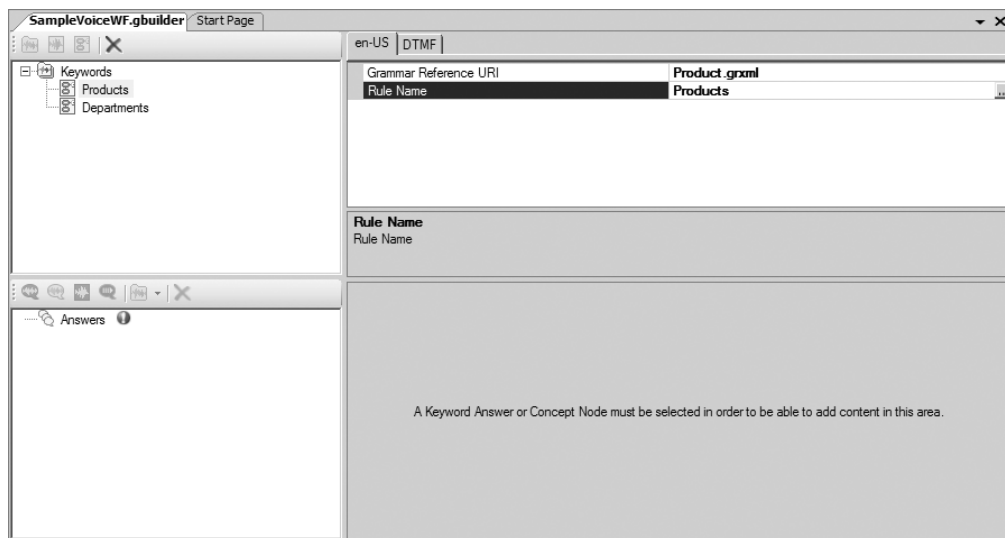 SampleVoiceWF.gbuilder Start Page
en-US DTMF
Keywords
Products
Departments
Grammar Reference URI Product.grxml
Rule Name Products
Rule Name
Rule Name
Answers
A Keyword Answer or Concept Node must be selected in order to be able to add content in this area.